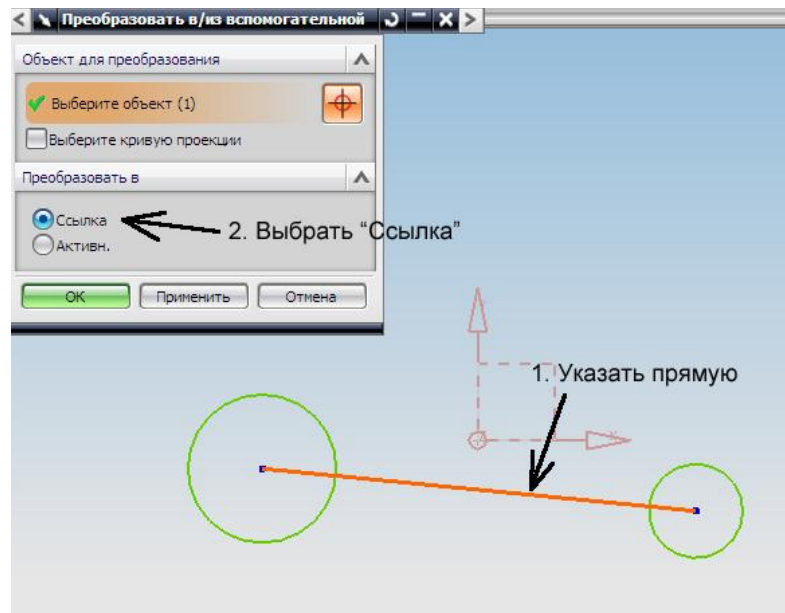 Преобразовать в/из вспомогательной
Объект для преобразования
Выберите объект (1)
Выберите кривую проекции
Преобразовать в
Ссылка
Активн.
2. Выбрать “Ссылка”
ОК Применить Отмена
1. Указать прямую